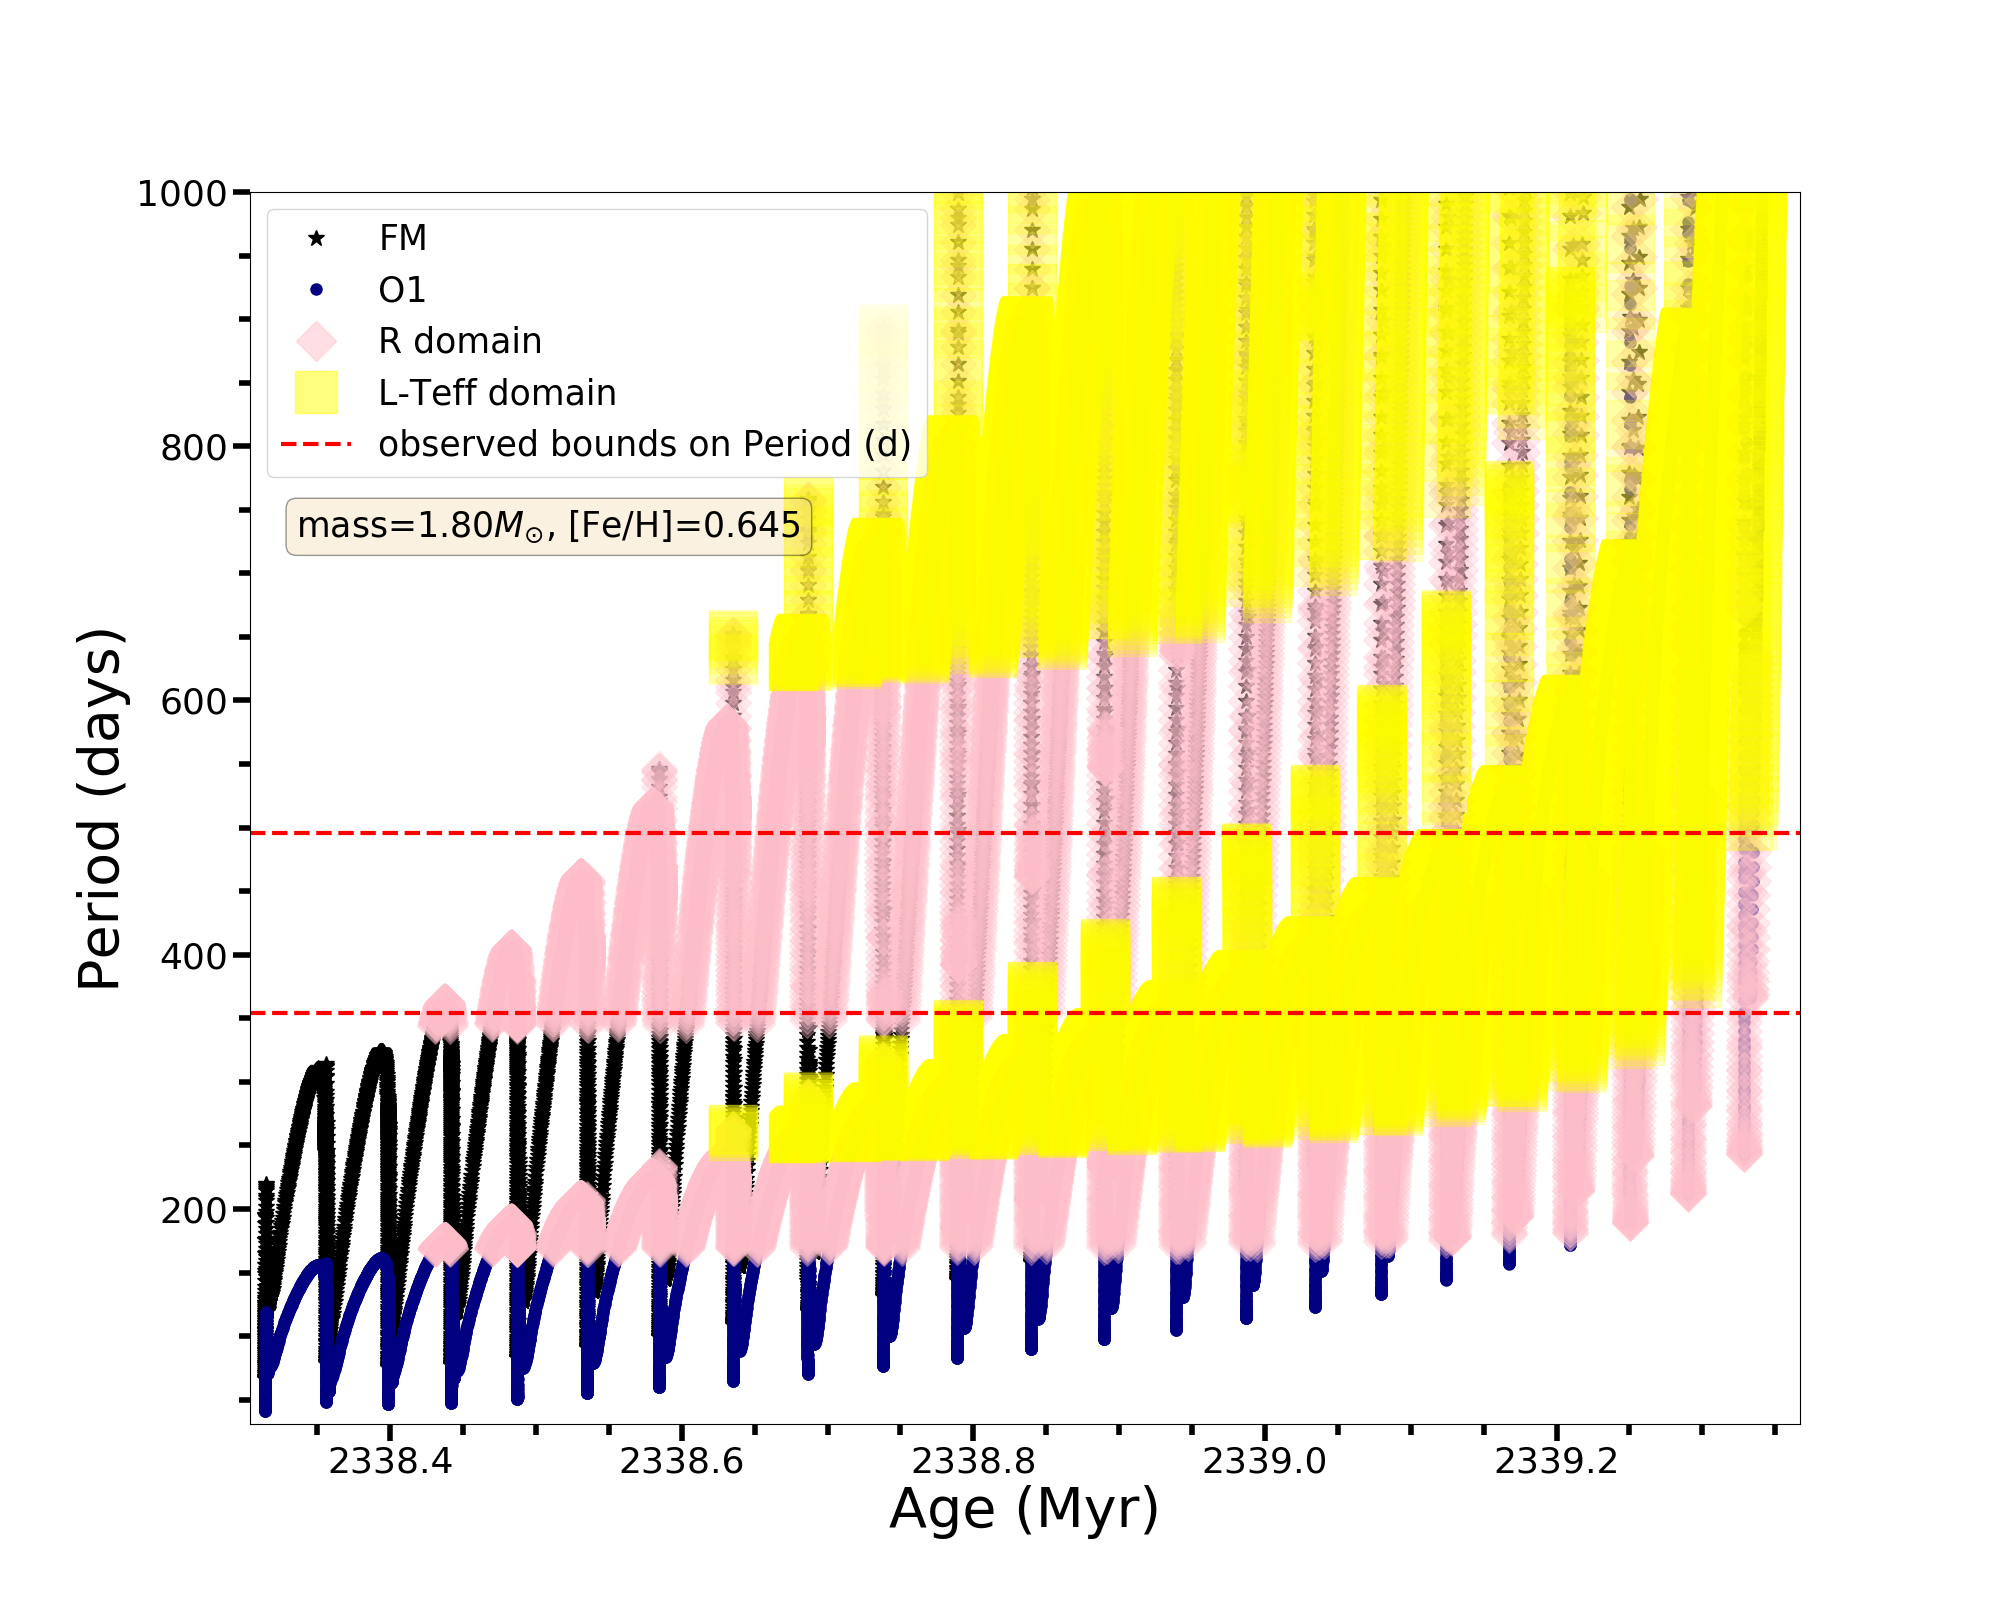 1000
800
600
400
200
Period (days)
FM
O1
R domain
L-Teff domain
observed bounds on Period (d)
mass=1.80M⊙, [Fe/H]=0.645
2338.4 2338.6 2338.8 2339.0 2339.2
Age (Myr)